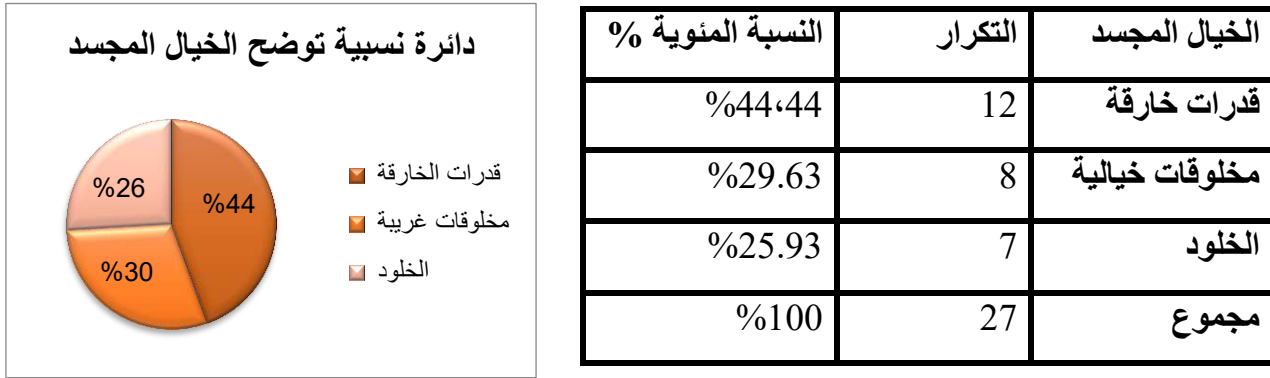 دائرة نسبية توضح الخيال المجسد
%44
%30
%26
قدرات الخارقة
مخلوقات غريبة
الخلود
الخيال المجسد التكرار النسبة المئوية %
قدرات خارقة 12 %44،44
مخلوقات خيالية 8 %29.63
الخلود 7 %25.93
مجموع 27 %100